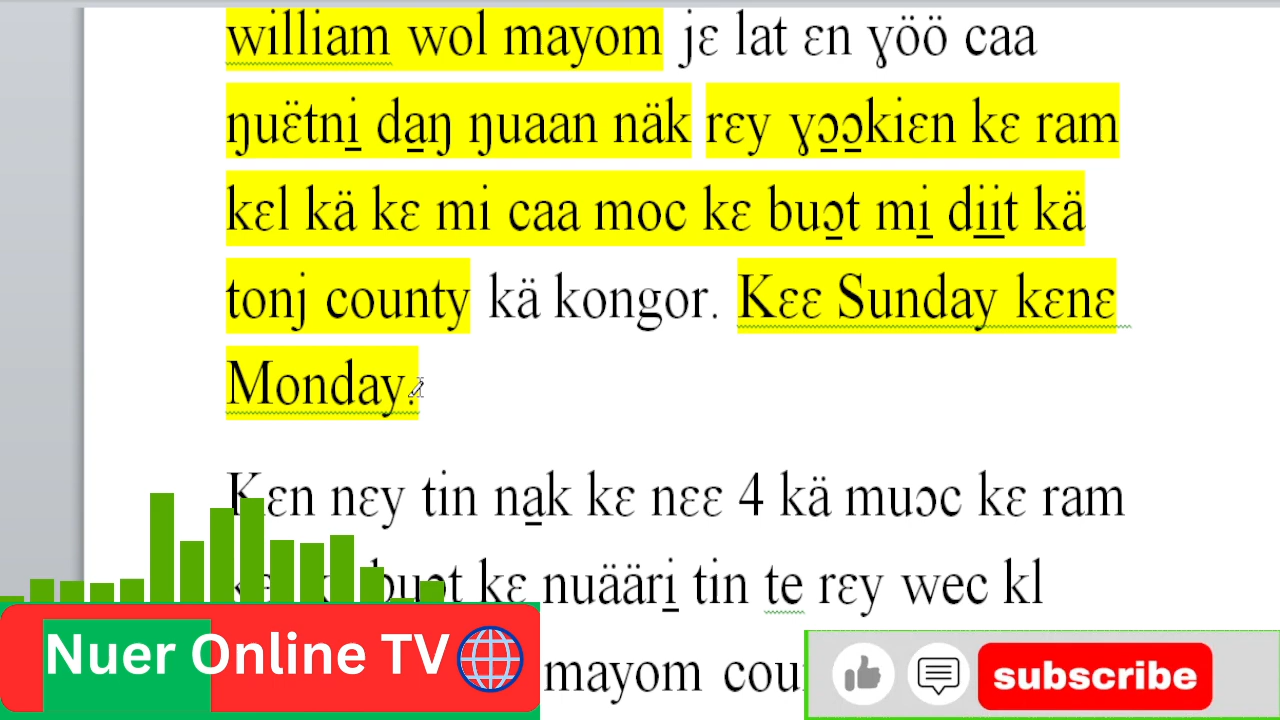 william wol mayom jɛ lat ɛn ɣöö caa
ŋuɛ̈tni̱ da̱ŋ ŋuaan näk rɛy ɣɔ̱ɔ̱kiɛn kɛ ram
kɛl kä kɛ mi caa moc kɛ buɔ̱t mi̱ di̱i̱t kä
tonj county kä kongor. Kɛɛ Sunday kɛnɛ
Monday.
Kɛn nɛy tin na̱k kɛ nɛɛ 4 kä muɔc kɛ ram
buɔt kɛ nuääri̱ tin te rɛy wec kl
mayom
Nuer Online TV
subscribe